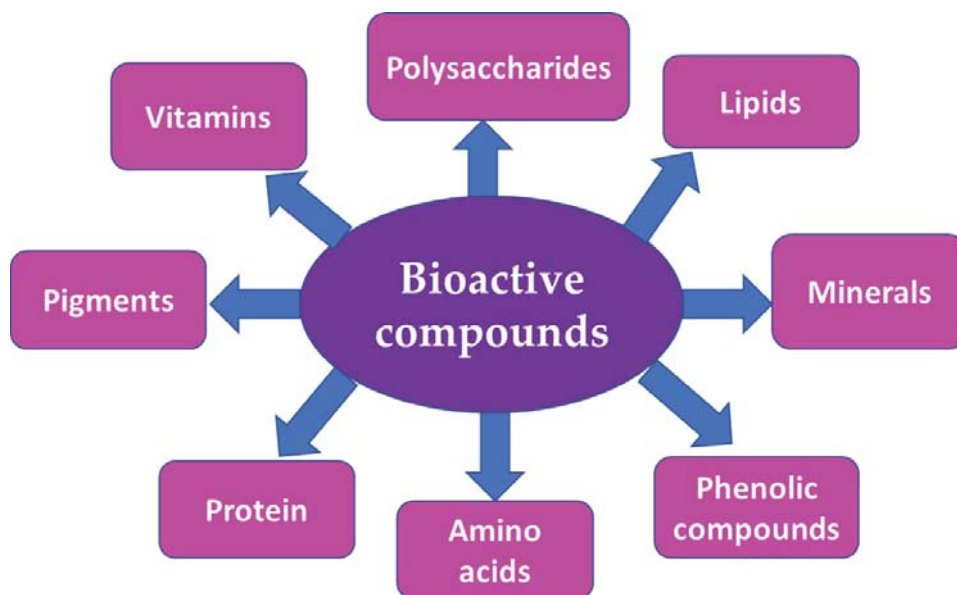 Polysaccharides
Lipids
Vitamins
Minerals
Pigments
Bioactive
compounds
Phenolic
compounds
Protein
Amino
acids